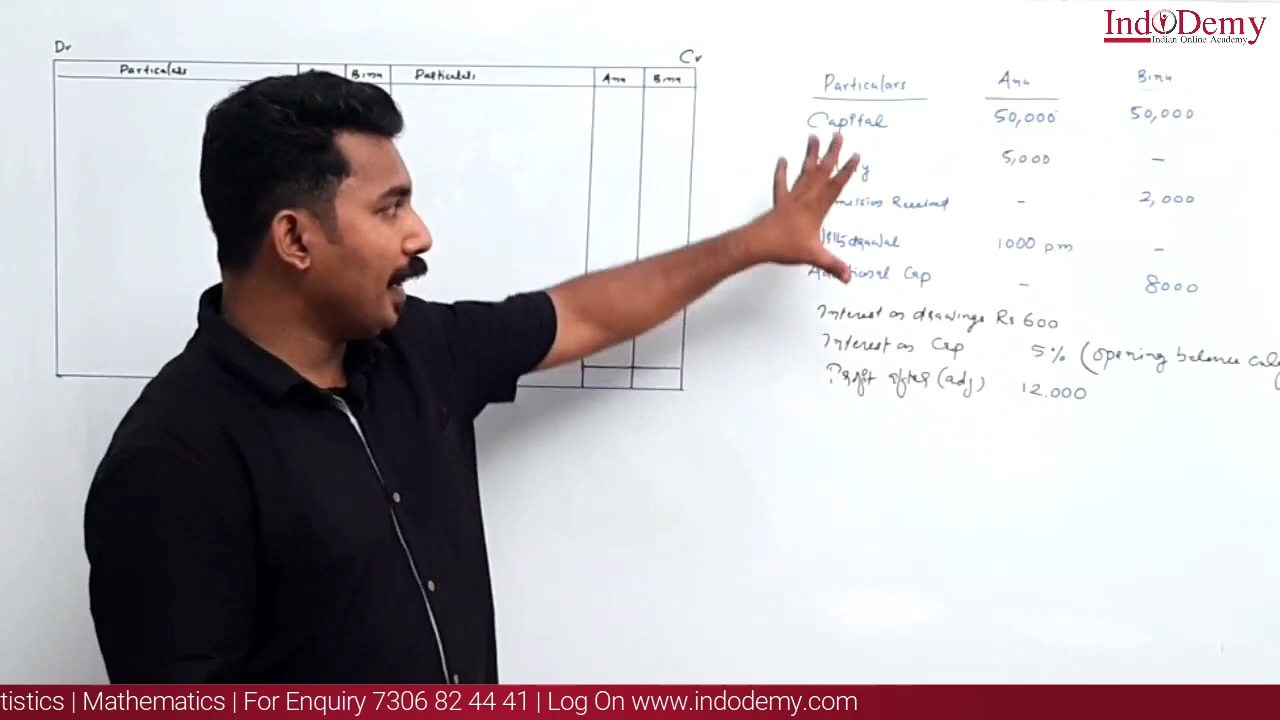 INDODEMY
Indian Online Academy
Dr
Cr
Particulars Binu Particulars Anu Binu
Particulars Anu Binu
Capital 50,000 50,000
5,000 –
Received – 2,000
1000 p.m –
Additional Cap – 8000
Interest on drawings Rs 600
Interest on Cap 5% (opening balance
Profit after (adj) 12.000
tistics | Mathematics | For Enquiry 7306 82 44 41 | Log On www.indodemy.com